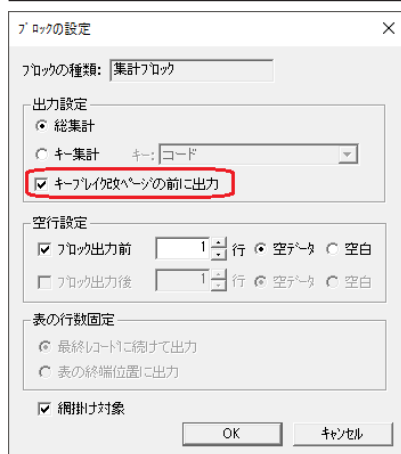 ﾌﾞﾛｯｸの設定
ﾌﾞﾛｯｸの種類: 集計ﾌﾞﾛｯｸ
出力設定
総集計
キー集計 キー: コード
キーﾌﾞﾚｲｸ改ﾍﾟｰｼﾞの前に出力
空行設定
ﾌﾞﾛｯｸ出力前 1 行 空ﾃﾞｰﾀ 空白
ﾌﾞﾛｯｸ出力後 1 行 空ﾃﾞｰﾀ 空白
表の行数固定
最終ﾚｺｰﾄﾞに続けて出力
表の終端位置に出力
網掛け対象
OK ｷｬﾝｾﾙ